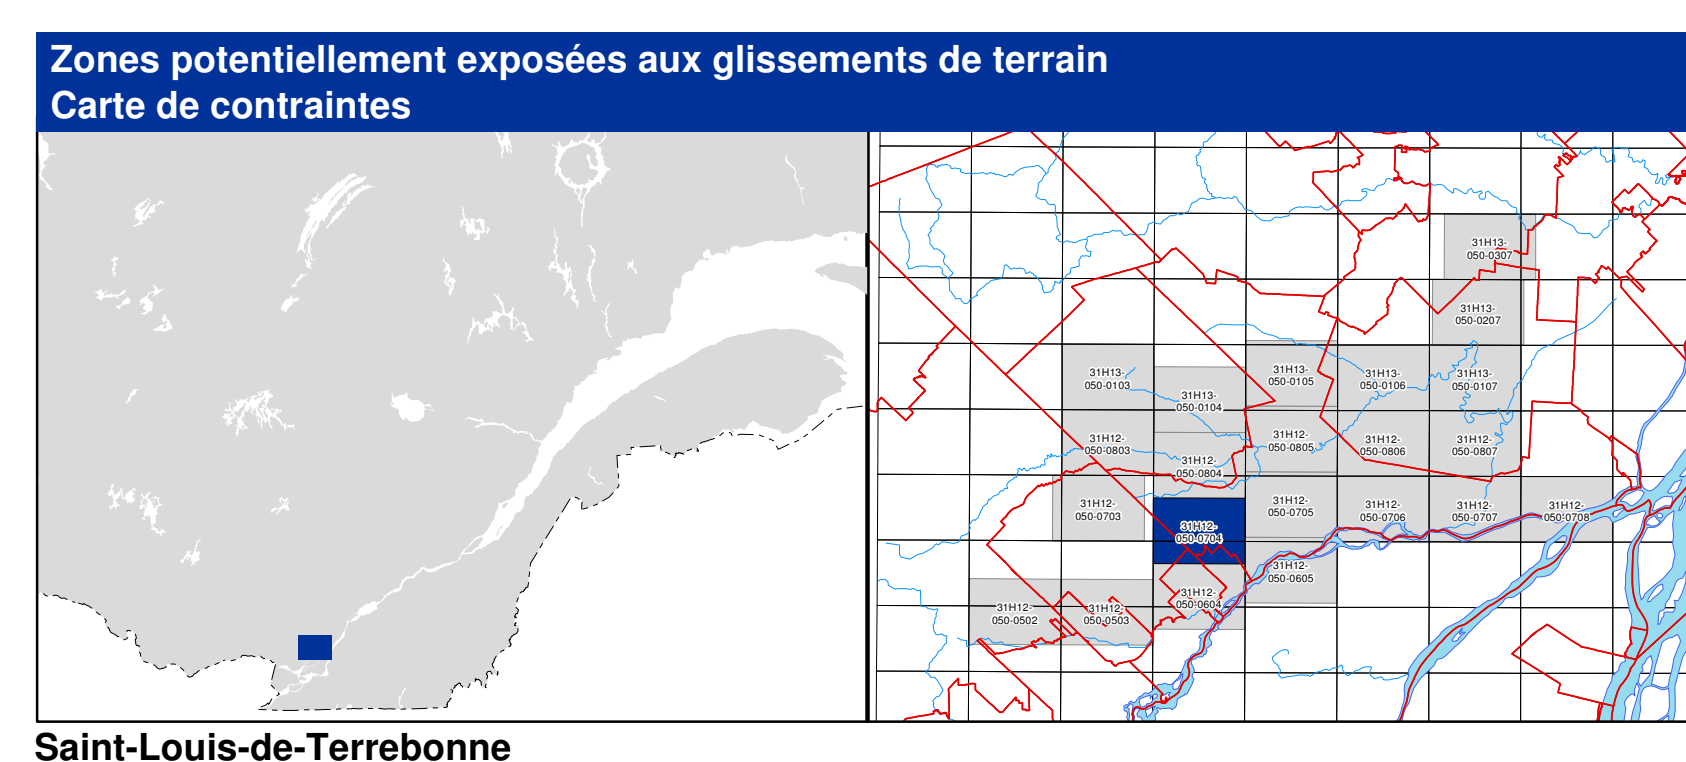 Zones potentiellement exposées aux glissements de terrain
Carte de contraintes
31H13-
050-0307
31H13-
050-0207
31H13-
050-0103
31H13-
050-0104
31H13-
050-0105
31H13-
050-0106
31H13-
050-0107
31H12-
050-0803
31H12-
050-0804
31H12-
050-0805
31H12-
050-0806
31H12-
050-0807
31H12-
050-0703
31H12-
050-0704
31H12-
050-0705
31H12-
050-0706
31H12-
050-0707
31H12-
050-0708
31H12-
050-0605
31H12-
050-0604
31H12-
050-0502
31H12-
050-0503
Saint-Louis-de-Terrebonne